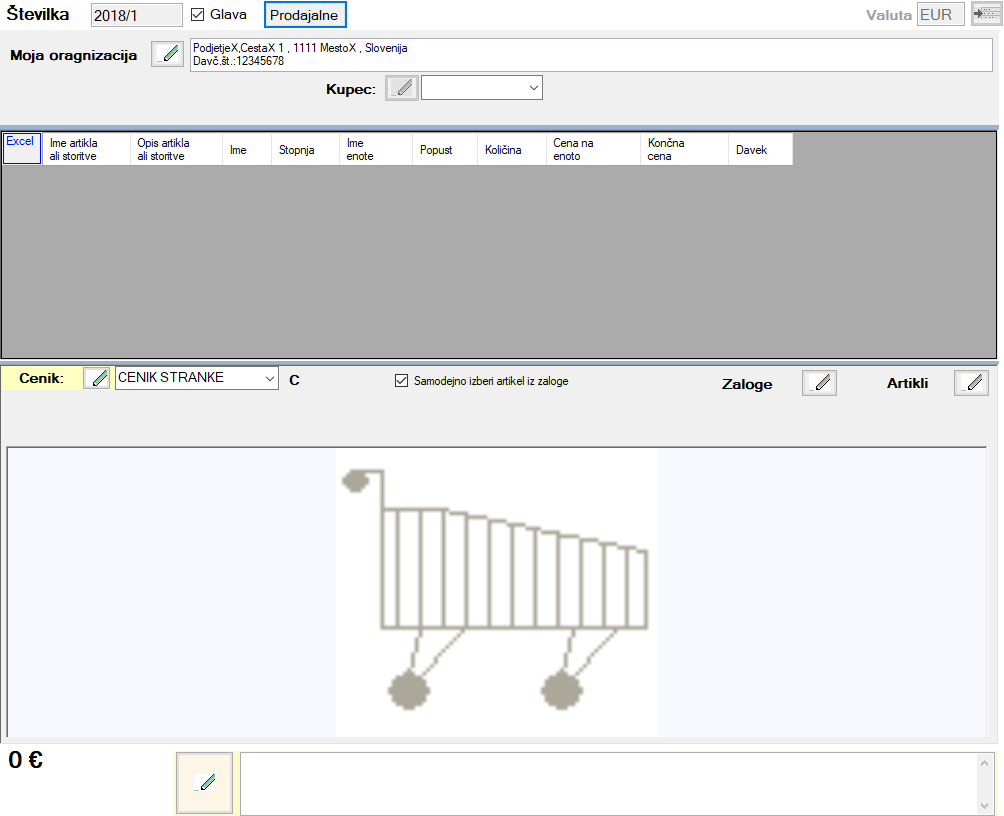 Številka 2018/1 Glava Prodajalne Valuta EUR
Moja oragnizacija PodjetjeX,CestaX 1 , 1111 MestoX , Slovenija
Davč.št.:12345678
Kupec:
Excel Ime artikla Opis artikla Ime Stopnja Ime Popust Količina Cena na Končna Davek
ali storitve ali storitve enote enoto cena
Cenik: CENIK STRANKE C Samodejno izberi artikel iz zaloge Zaloge Artikli
0 €